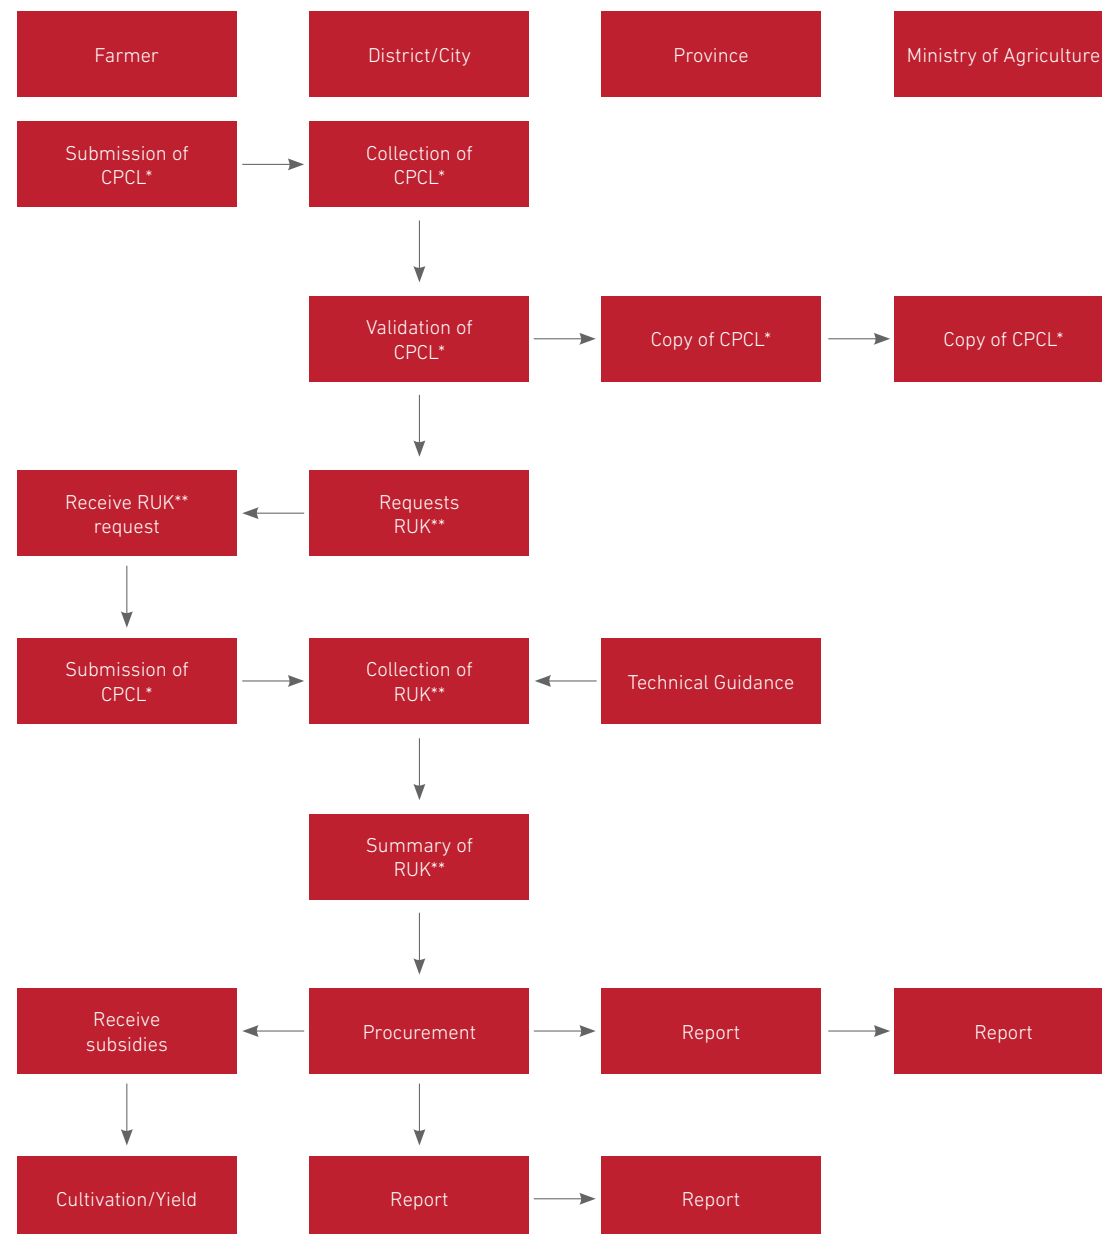 Farmer
District/City
Province
Ministry of Agriculture
Submission of
CPCL*
Collection of
CPCL*
Validation of
CPCL*
Copy of CPCL*
Copy of CPCL*
Receive RUK**
request
Requests
RUK**
Submission of
CPCL*
Collection of
RUK**
Technical Guidance
Summary of
RUK**
Receive
subsidies
Procurement
Report
Report
Cultivation/Yield
Report
Report